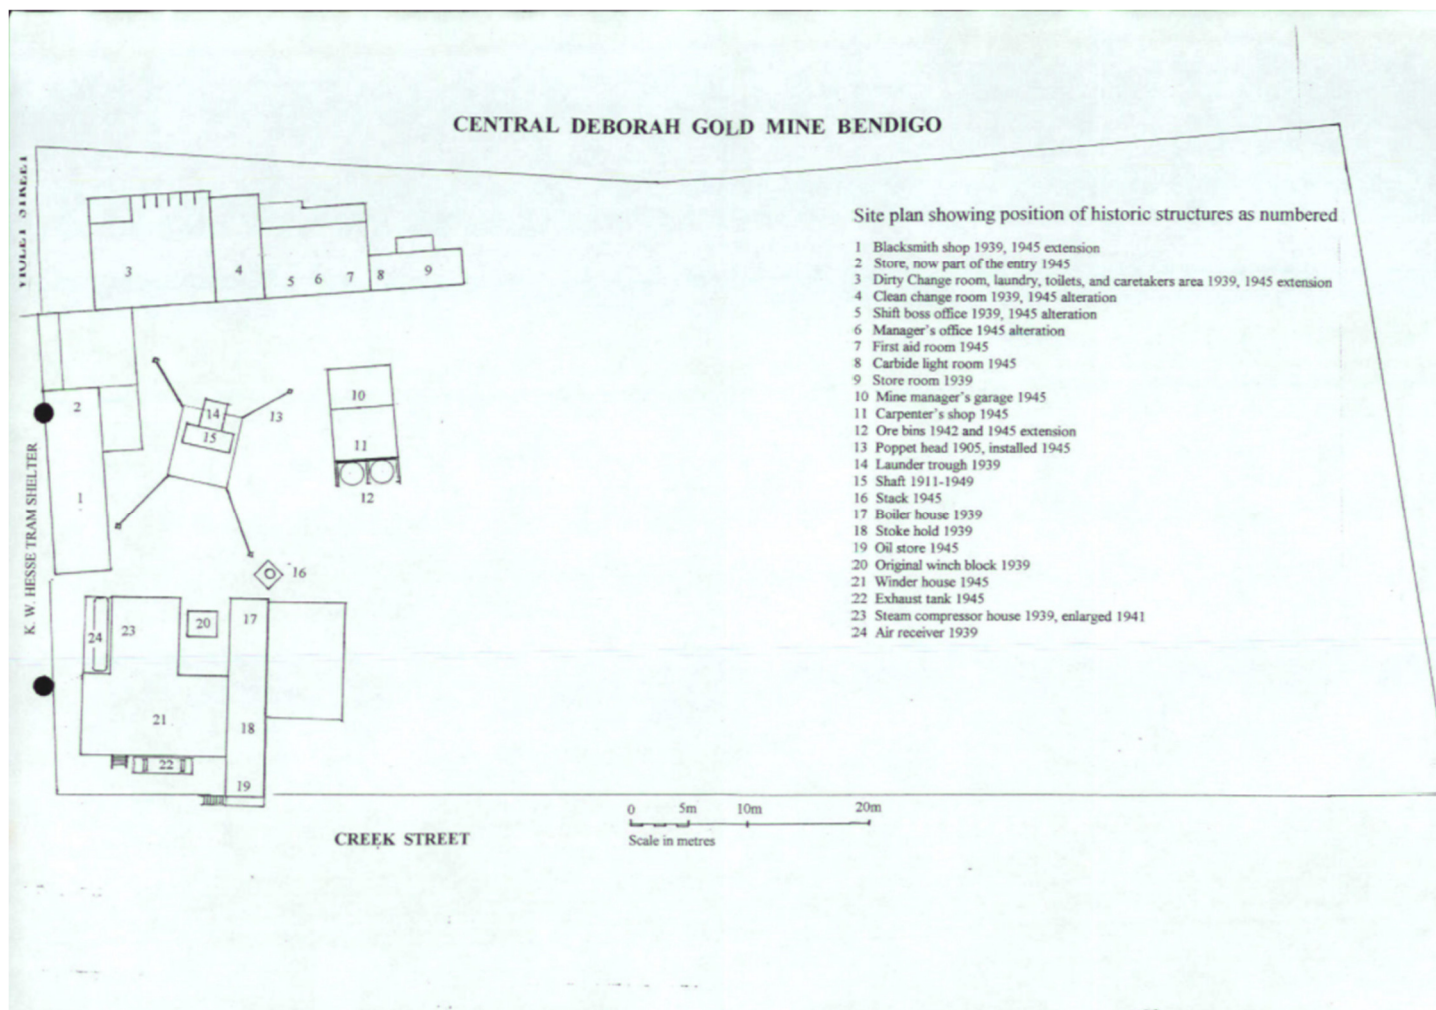 CENTRAL DEBORAH GOLD MINE BENDIGO
VIOLET STREET
K. W. HESSE TRAM SHELTER
Site plan showing position of historic structures as numbered
1 Blacksmith shop 1939, 1945 extension
2 Store, now part of the entry 1945
3 Dirty Change room, laundry, toilets, and caretakers area 1939, 1945 extension
4 Clean change room 1939, 1945 alteration
5 Shift boss office 1939, 1945 alteration
6 Manager's office 1945 alteration
7 First aid room 1945
8 Carbide light room 1945
9 Store room 1939
10 Mine manager's garage 1945
11 Carpenter's shop 1945
12 Ore bins 1942 and 1945 extension
13 Poppet head 1905, installed 1945
14 Launder trough 1939
15 Shaft 1911-1949
16 Stack 1945
17 Boiler house 1939
18 Stoke hold 1939
19 Oil store 1945
20 Original winch block 1939
21 Winder house 1945
22 Exhaust tank 1945
23 Steam compressor house 1939, enlarged 1941
24 Air receiver 1939
3
4
5
6
7
8
9
2
14
15
13
10
11
12
1
16
24
23
20
17
21
18
22
19
0 5m 10m 20m
Scale in metres
CREEK STREET